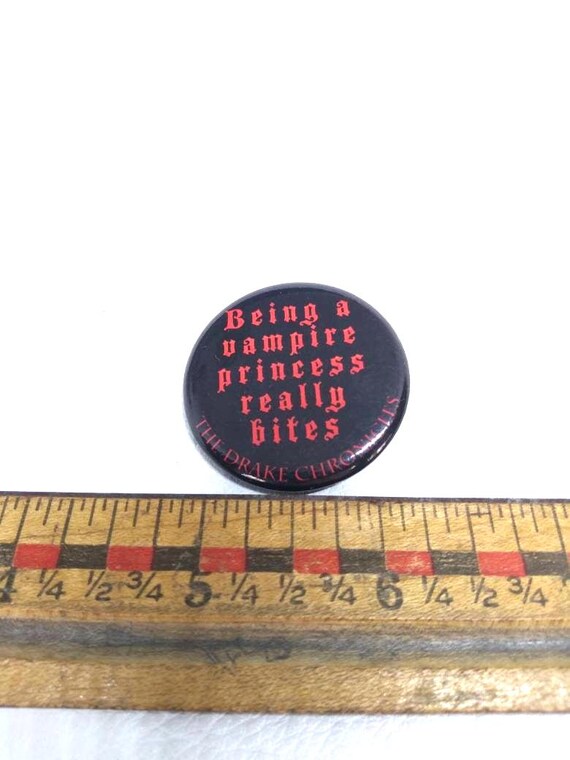 Being a
vampire
princess
really
bites
THE DRAKE CHRONICLES
4 1/4 1/2 3/4 5 1/4 1/2 3/4 6 1/4 1/2 3/4